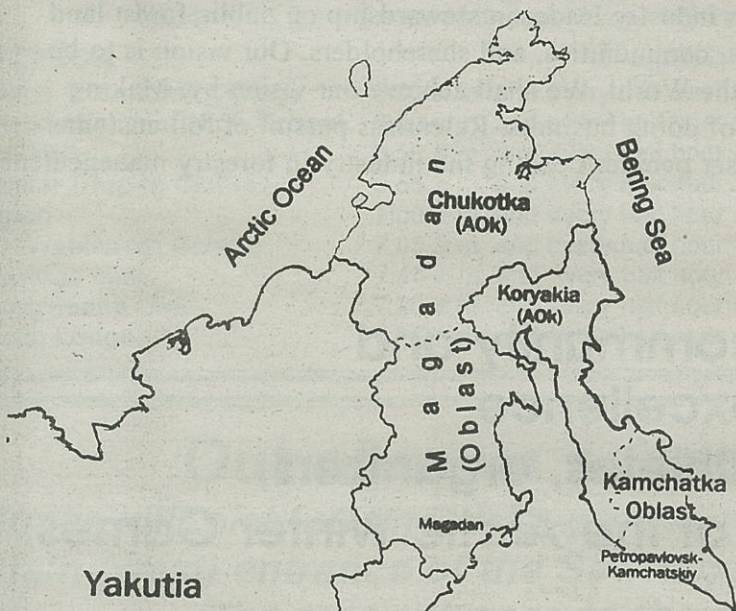 Arctic Ocean
Bering Sea
Chukotka
(AOk)
Koryakia
(AOk)
Magadan
(Oblast)
Kamchatka
Oblast
Magadan
Petropavlovsk-
Kamchatskiy
Yakutia